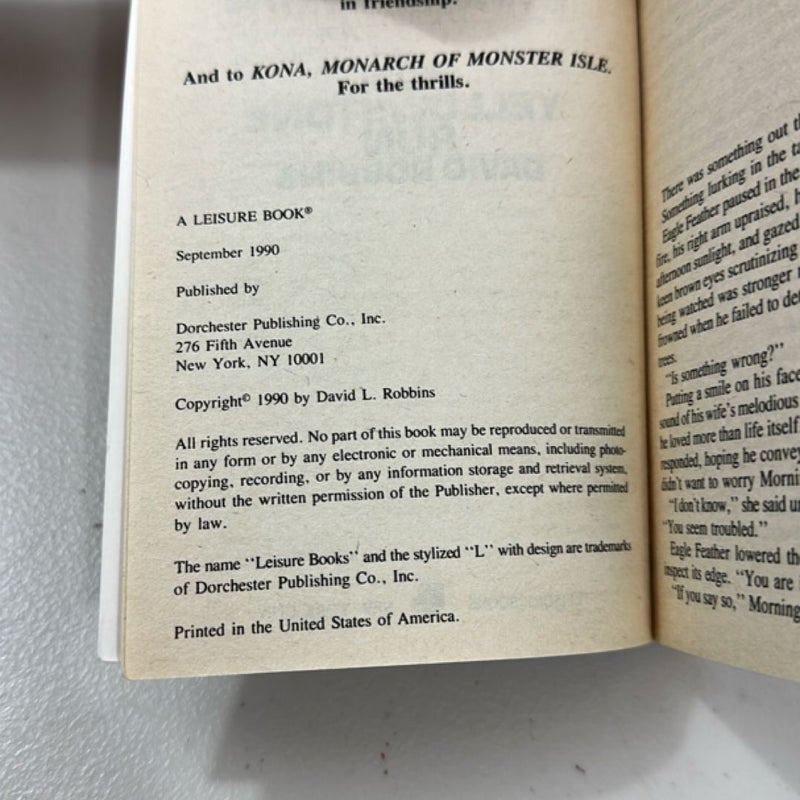 in friendship.
And to KONA, MONARCH OF MONSTER ISLE.
For the thrills.
A LEISURE BOOK®
September 1990
Published by
Dorchester Publishing Co., Inc.
276 Fifth Avenue
New York, NY 10001
Copyright© 1990 by David L. Robbins
All rights reserved. No part of this book may be reproduced or transmitted
in any form or by any electronic or mechanical means, including photo-
copying, recording, or by any information storage and retrieval system,
without the written permission of the Publisher, except where permitted
by law.
The name "Leisure Books" and the stylized "L" with design are trademarks
of Dorchester Publishing Co., Inc.
Printed in the United States of America.
There was something out
Something lurking in the
Eagle Feather paused in the
fire, his right arm upraised,
afternoon sunlight, and gazed
keen brown eyes scrutinizing
being watched was stronger
frowned when he failed to
trees.
"Is something wrong?"
Putting a smile on his face
sound of his wife's melodious
he loved more than life itself
responded, hoping he
didn't want to worry
"I don't know," she said
"You seem troubled."
Eagle Feather lowered
inspect its edge. "You are
"If you say so,"